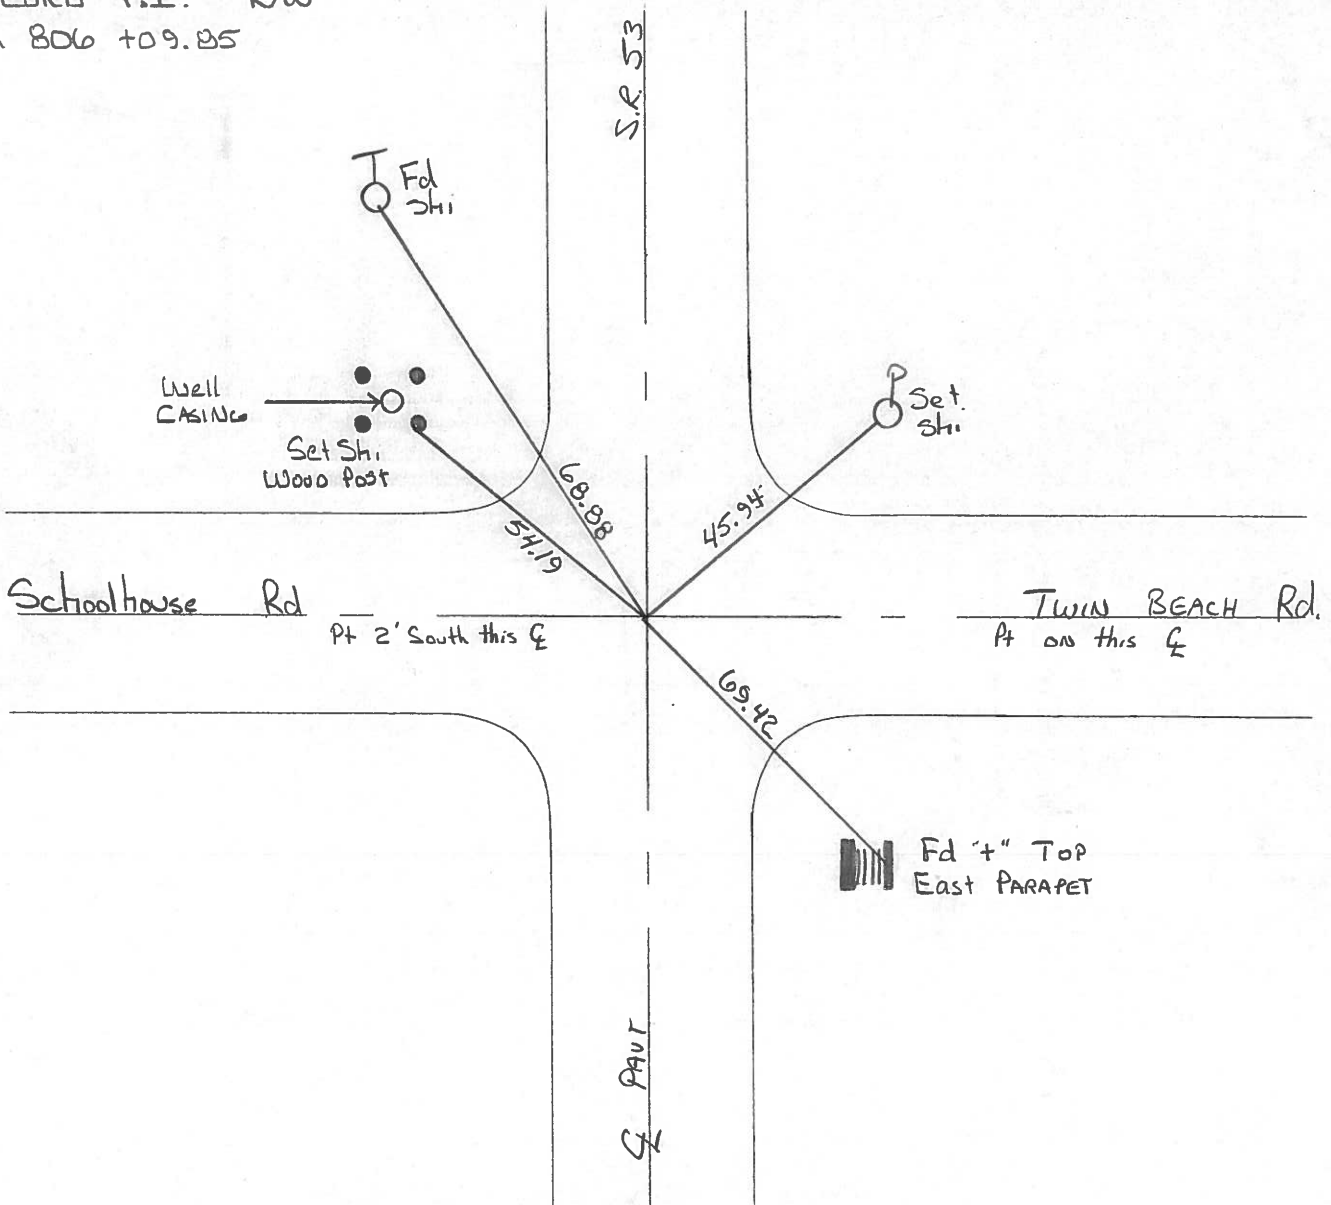 P.I.
806 +09.85
S.R. 53
Fd
Shi
Well
CASING
Set Shi
Wood Post
Set
Shi
68.88
54.19
45.94'
Schoolhouse Rd
Pt 2' South this ℄
TWIN BEACH Rd.
Pt on this ℄
69.42
Fd "+" TOP
East PARAPET
℄ PAVT